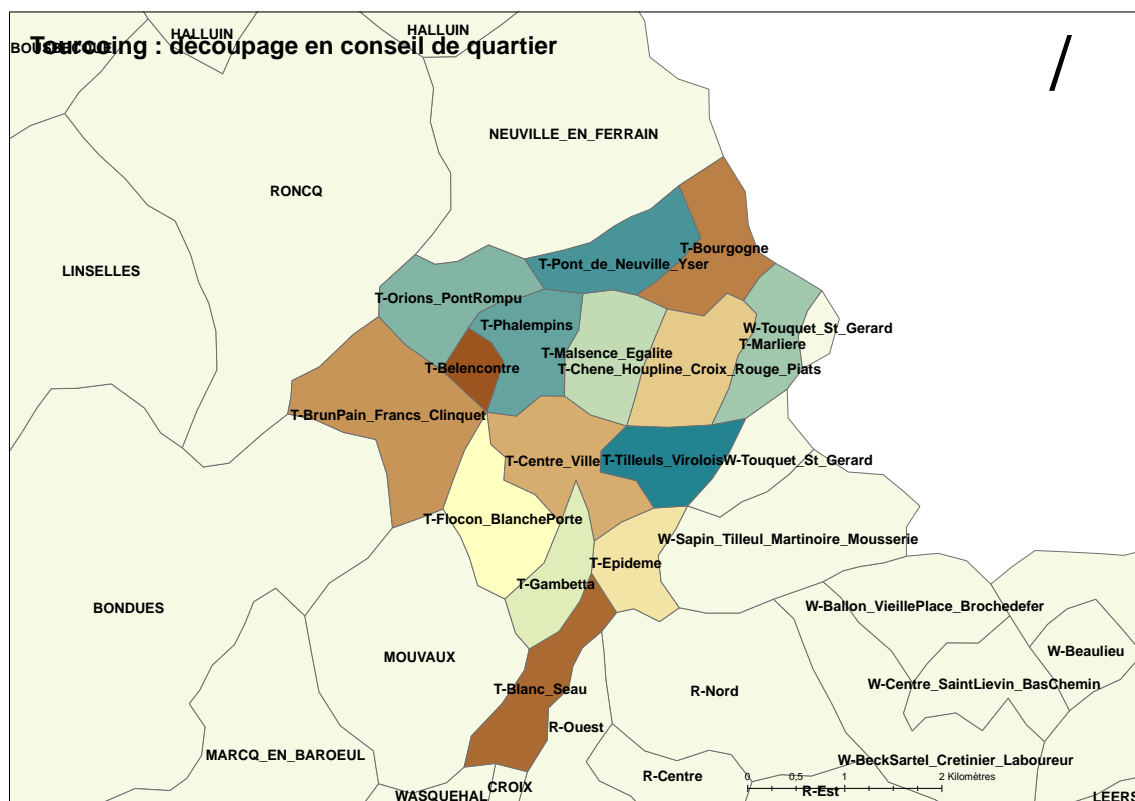 HALLUIN
HALLUIN
BOUSBECQUE
Tourcoing : découpage en conseil de quartier
NEUVILLE_EN_FERRAIN
RONCQ
T-Bourgogne
T-Pont_de_Neuville_Yser
LINSELLES
T-Orions_PontRompu
T-Phalempins
W-Touquet_St_Gerard
T-Marliere
T-Malsence_Egalite
T-Belencontre
T-Chene_Houpline_Croix_Rouge_Piats
T-BrunPain_Francs_Clinquet
T-Centre_Ville
T-Tilleuls_Virolois
W-Touquet_St_Gerard
T-Flocon_BlanchePorte
W-Sapin_Tilleul_Martinoire_Mousserie
T-Epideme
T-Gambetta
BONDUES
W-Ballon_VieillePlace_Brochedefer
W-Beaulieu
MOUVAUX
W-Centre_SaintLievin_BasChemin
T-Blanc_Seau
R-Nord
R-Ouest
MARCQ_EN_BAROEUL
W-BeckSartel_Cretinier_Laboureur
R-Centre
0 0,5 1 2 Kilomètres
CROIX
R-Est
WASQUEHAL
LEERS